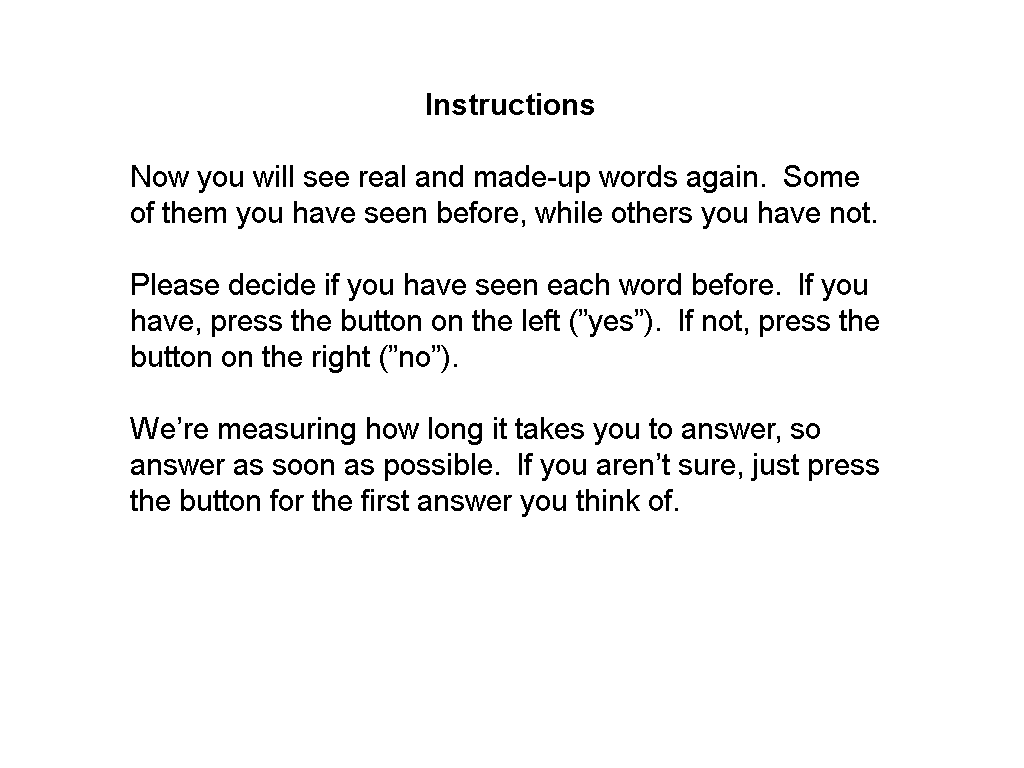 Instructions
Now you will see real and made-up words again.  Some
of them you have seen before, while others you have not.
Please decide if you have seen each word before.  If you
have, press the button on the left (”yes”).  If not, press the
button on the right (”no”).
We’re measuring how long it takes you to answer, so
answer as soon as possible.  If you aren’t sure, just press
the button for the first answer you think of.